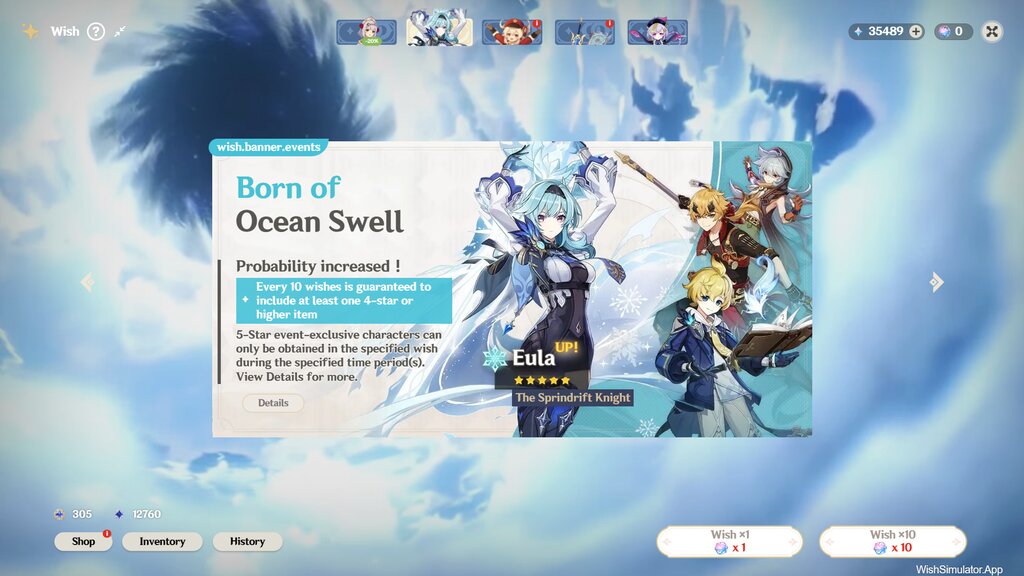 Wish ?
-20%
35489 +
0
wish.banner.events
Born of
Ocean Swell
Probability increased !
Every 10 wishes is guaranteed to
include at least one 4-star or
higher item
5-Star event-exclusive characters can
only be obtained in the specified wish
during the specified time period(s).
View Details for more.
Details
UP!
Eula
The Sprindrift Knight
305
12760
Shop
Inventory
History
Wish ×1
x 1
Wish ×10
x 10
WishSimulator.App